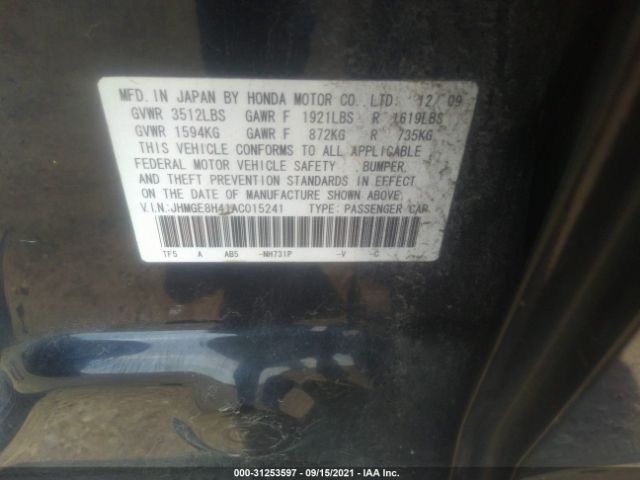 MFD. IN JAPAN BY HONDA MOTOR CO., LTD. 12/09
GVWR 3512LBS GAWR F 1921LBS R 1619LBS
GVWR 1594KG GAWR F 872KG R 735KG
THIS VEHICLE CONFORMS TO ALL APPLICABLE
FEDERAL MOTOR VEHICLE SAFETY , BUMPER,
AND THEFT PREVENTION STANDARDS IN EFFECT
ON THE DATE OF MANUFACTURE SHOWN ABOVE.
V.I.N.:JHMGE8H41AC015241 TYPE: PASSENGER CAR
TF5 A AB5 -NH731P -V -C
000-31253597 - 09/15/2021 - IAA Inc.